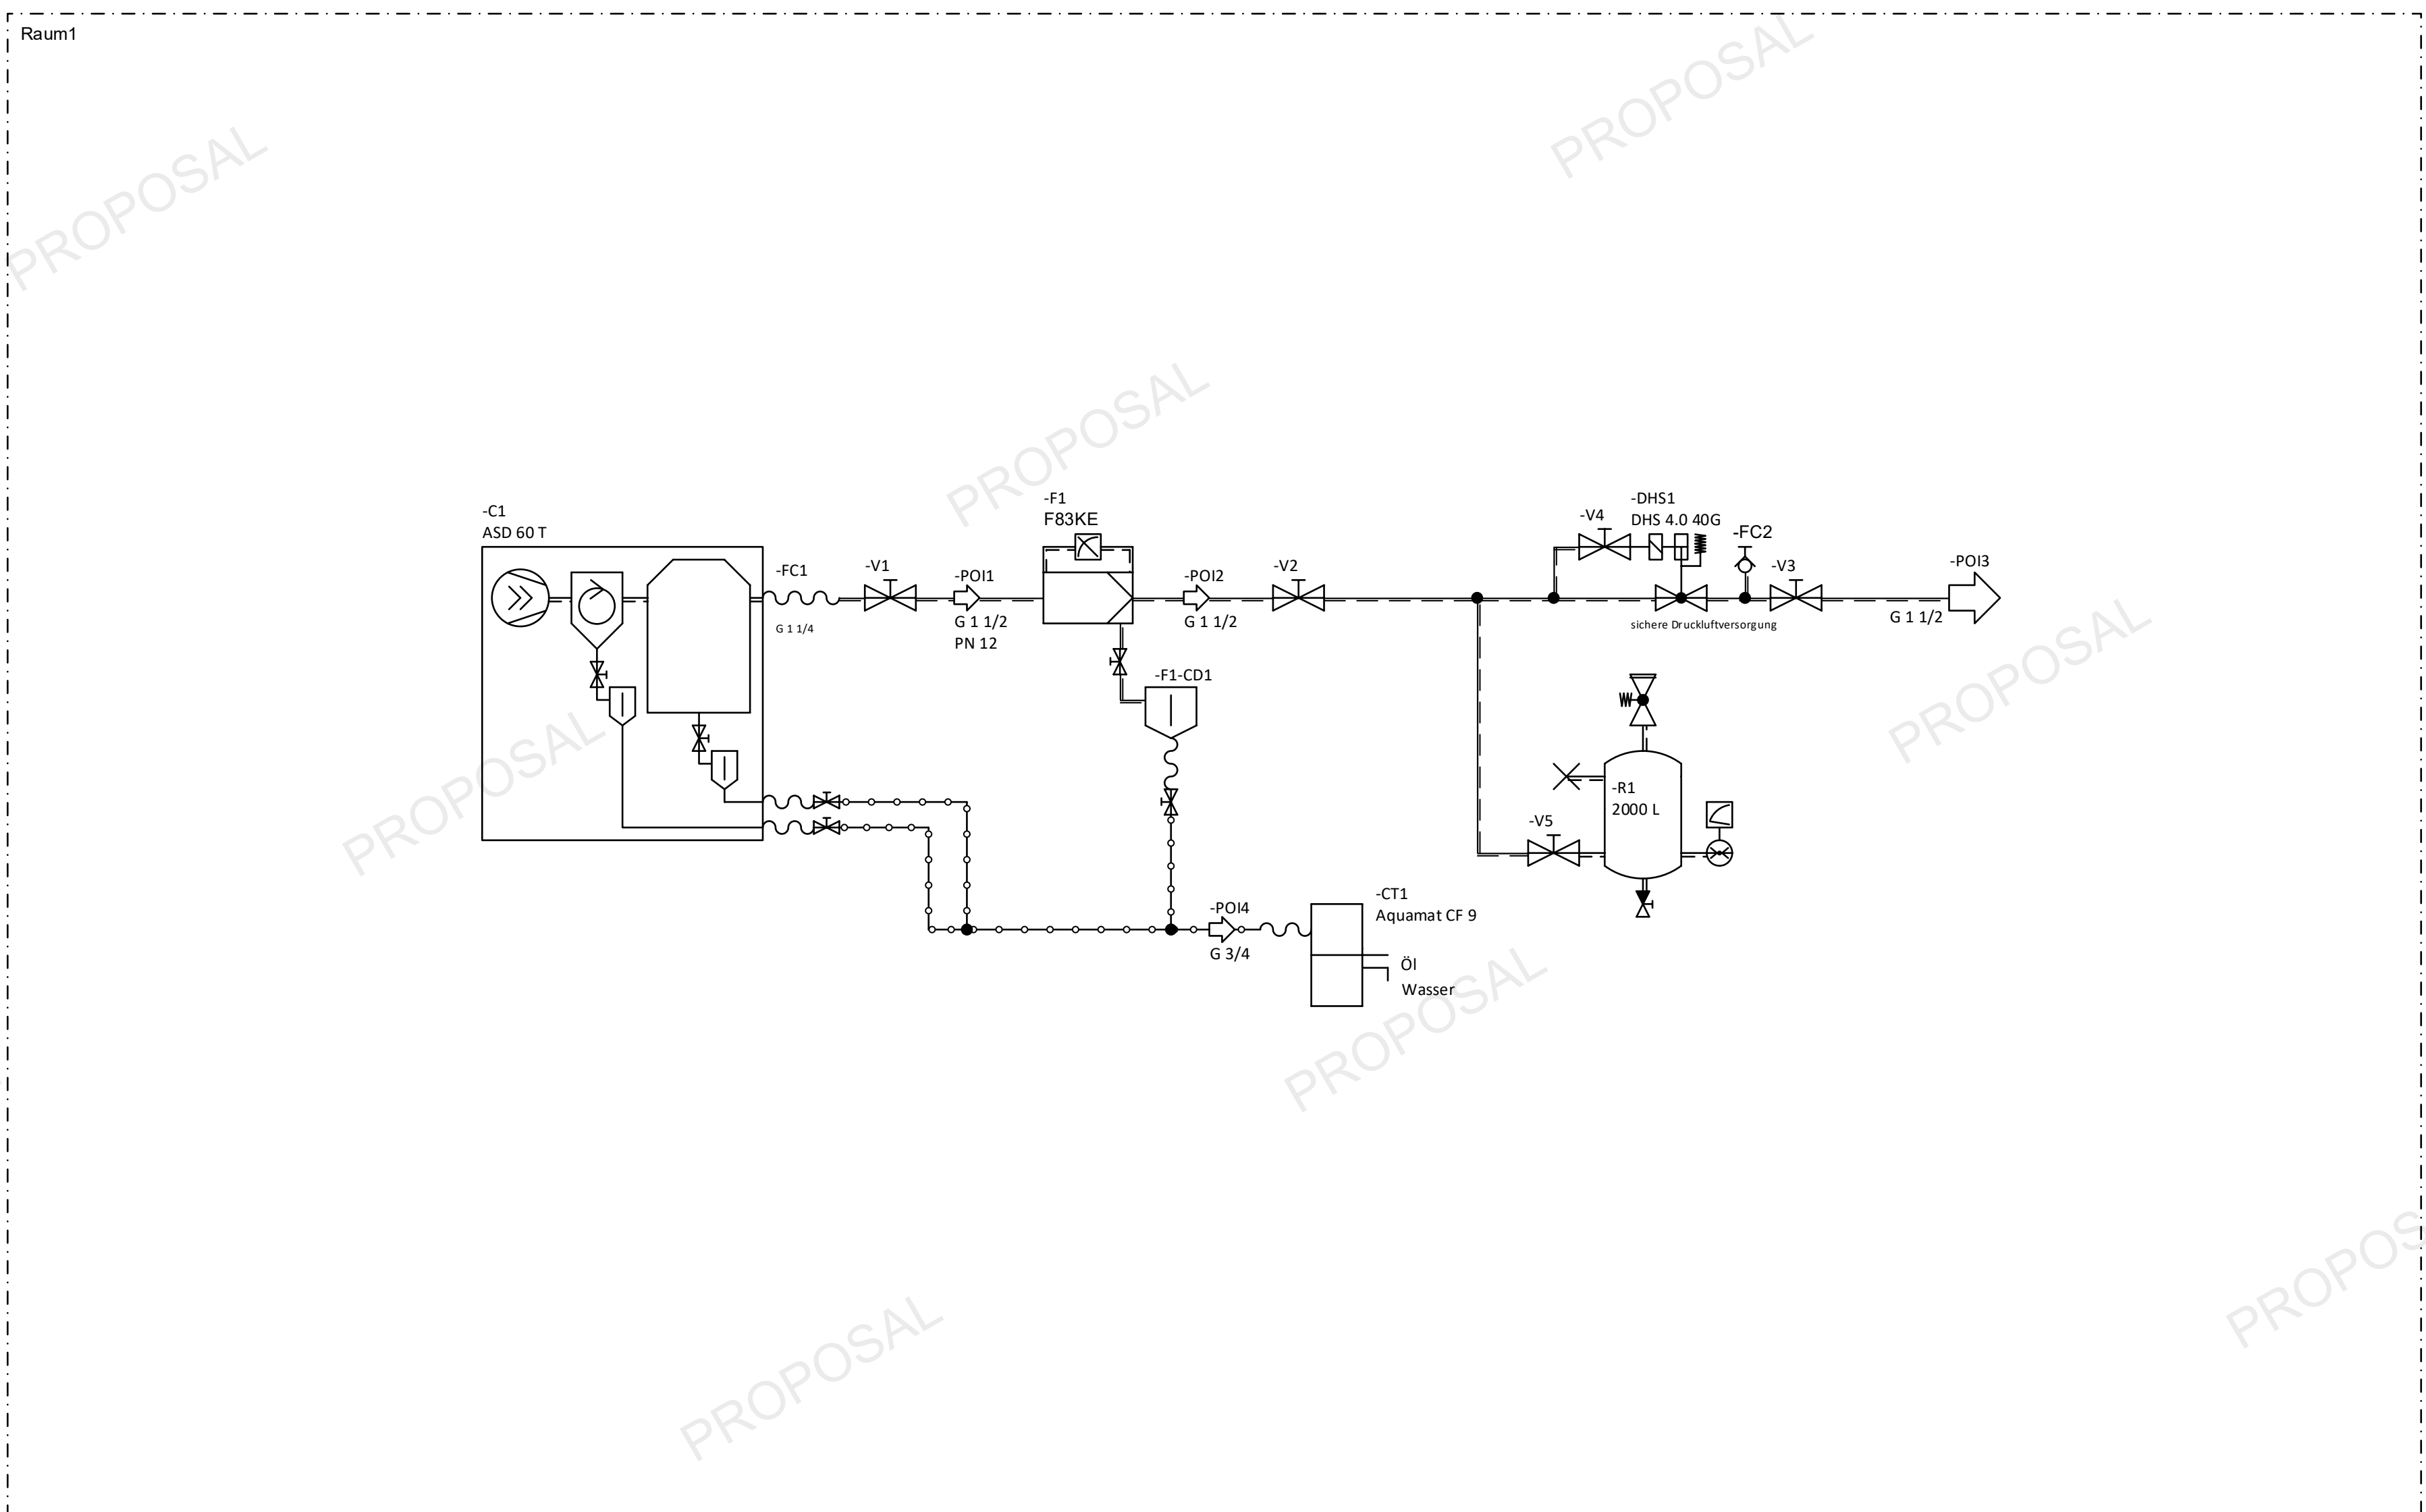 Raum1
PROPOSAL
PROPOSAL
PROPOSAL
-C1
ASD 60 T
-FC1
G 1 1/4
-V1
-POI1
G 1 1/2
PN 12
-F1
F83KE
-F1-CD1
-POI2
G 1 1/2
-V2
-V4
-DHS1
DHS 4.0 40G
sichere Druckluftversorgung
-FC2
-V3
-POI3
G 1 1/2
PROPOSAL
PROPOSAL
-R1
2000 L
-V5
-POI4
G 3/4
-CT1
Aquamat CF 9
Öl
Wasser
PROPOSAL
PROPOSAL
PROPOS